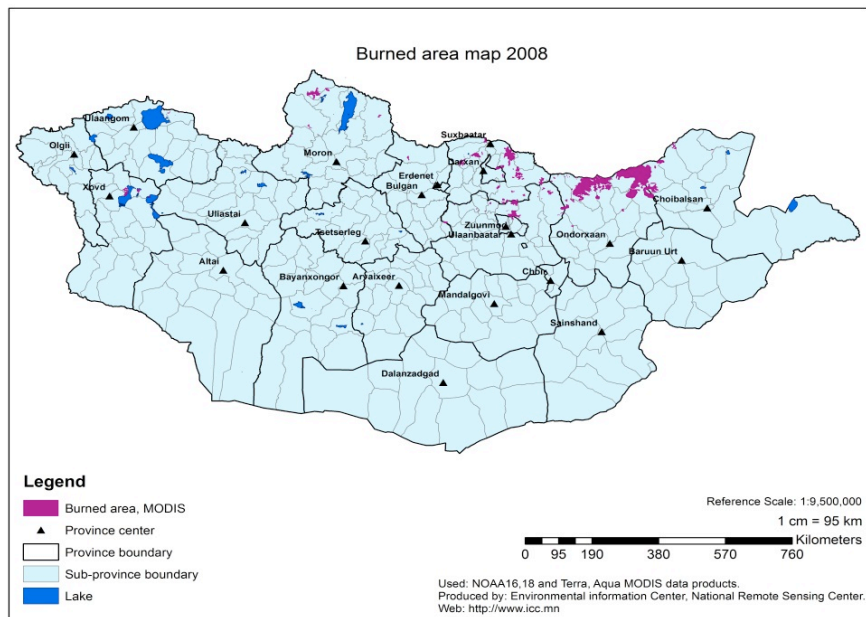 Burned area map 2008
Ulaangom
Olgii
Xovd
Moron
Suxbaatar
Darxan
Erdenet
Bulgan
Uliastai
Tsetserleg
Zuunmod
Ulaanbaatar
Ondorxaan
Choibalsan
Baruun Urt
Altai
Bayanxongor
Arvaixeer
Choir
Mandalgovi
Sainshand
Dalanzadgad
Legend
Burned area, MODIS
Province center
Province boundary
Sub-province boundary
Lake
Reference Scale: 1:9,500,000
1 cm = 95 km
Kilometers
0 95 190 380 570 760
Used: NOAA16,18 and Terra, Aqua MODIS data products.
Produced by: Environmental information Center, National Remote Sensing Center.
Web: http://www.icc.mn